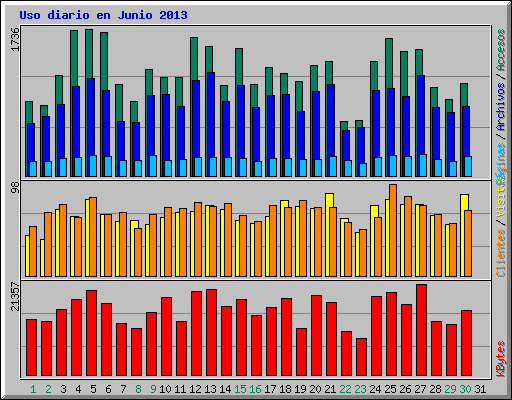 Uso diario en Junio 2013
1736
98
21357
Accesos / Archivos / Páginas
Visitas / Clientes
KBytes
1 2 3 4 5 6 7 8 9 10 11 12 13 14 15 16 17 18 19 20 21 22 23 24 25 26 27 28 29 30 31